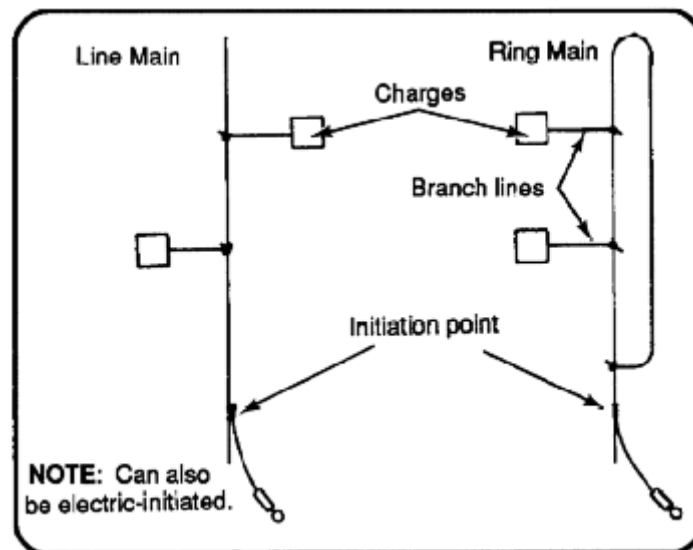 Line Main
Ring Main
Charges
Branch lines
Initiation point
NOTE: Can also
be electric-initiated.